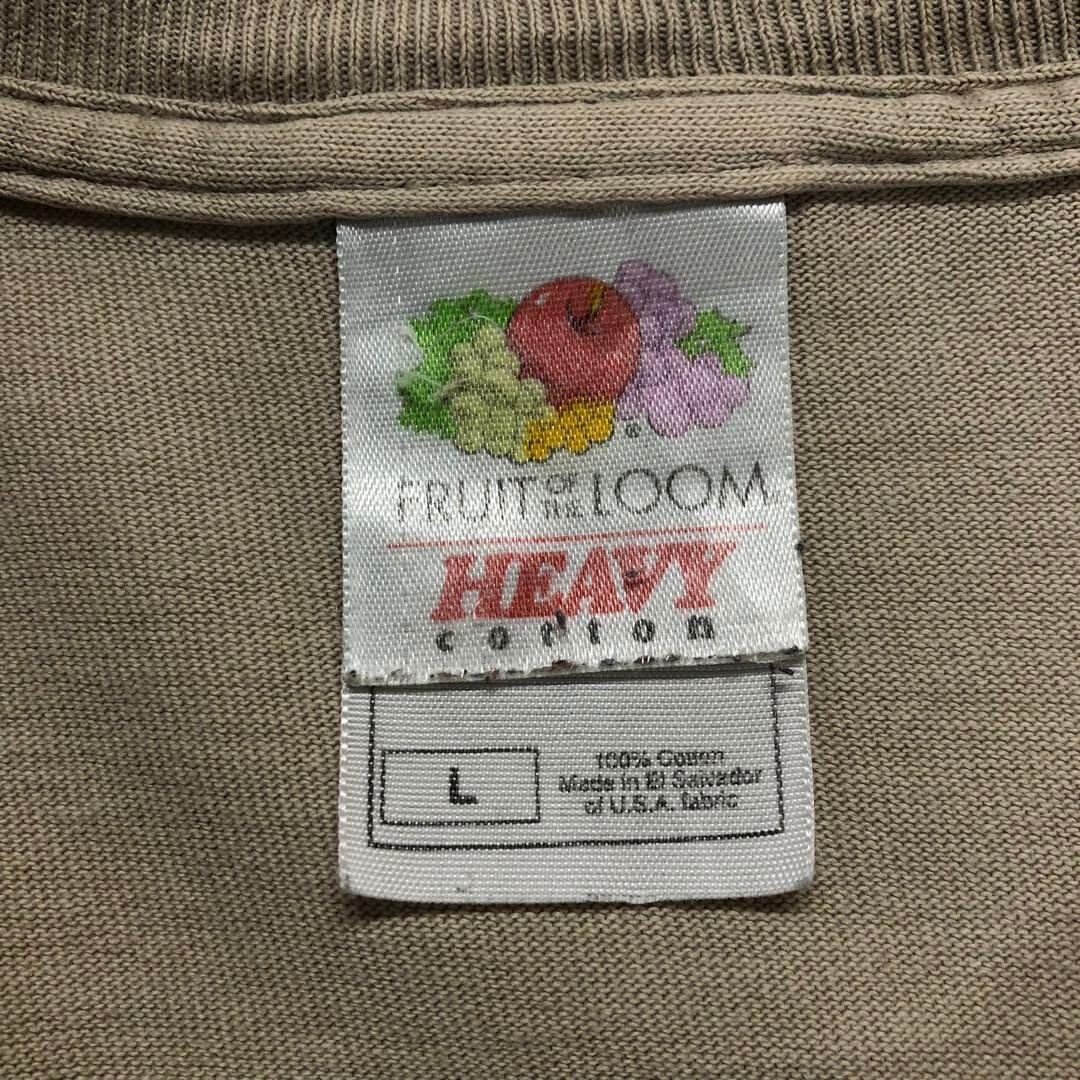 ®
FRUIT OF THE LOOM
HEAVY
cotton
L
100% Cotton
Made in El Salvador
of U.S.A. fabric